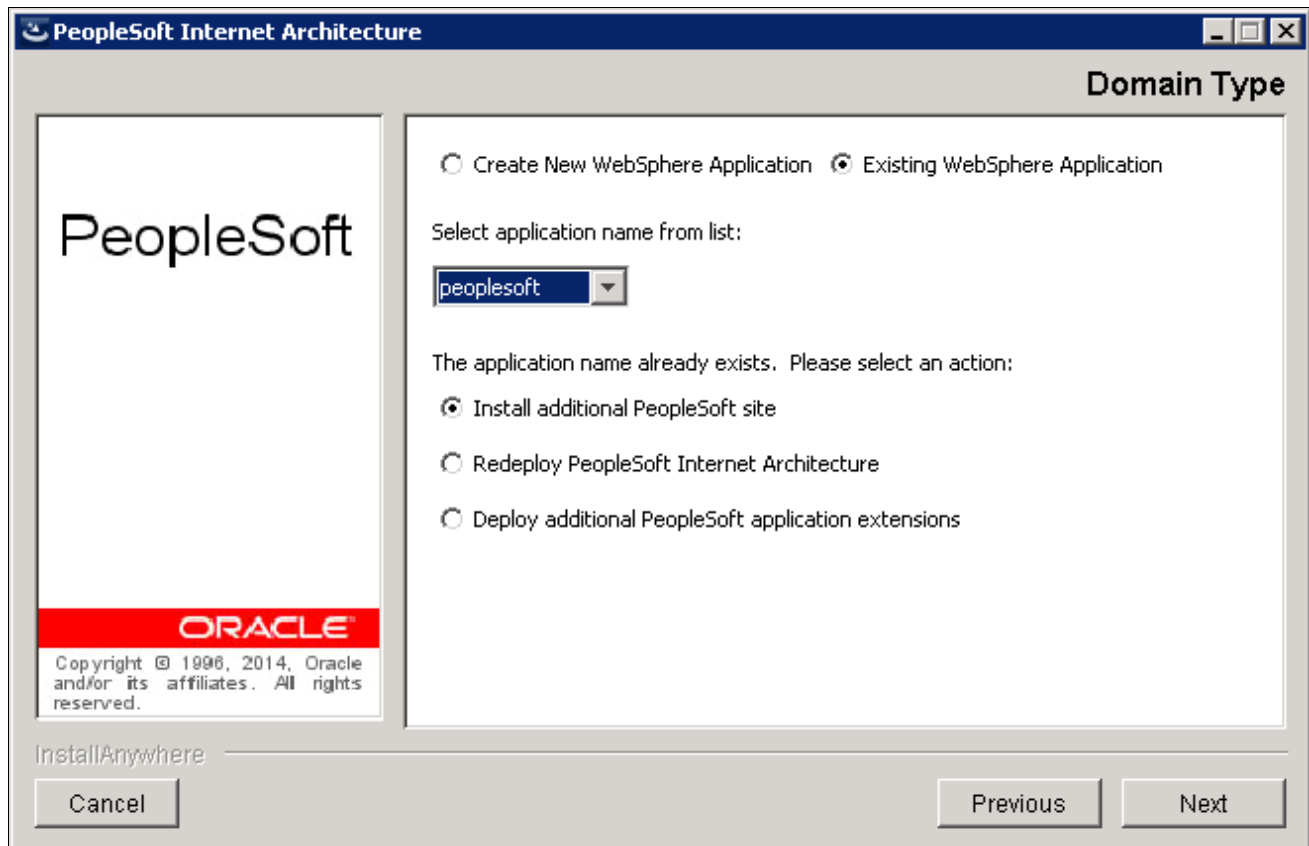 PeopleSoft Internet Architecture
Domain Type
PeopleSoft
ORACLE
Copyright © 1996, 2014, Oracle
and/or its affiliates. All rights
reserved.
Create New WebSphere Application Existing WebSphere Application
Select application name from list:
peoplesoft
The application name already exists. Please select an action:
Install additional PeopleSoft site
Redeploy PeopleSoft Internet Architecture
Deploy additional PeopleSoft application extensions
InstallAnywhere
Cancel Previous Next